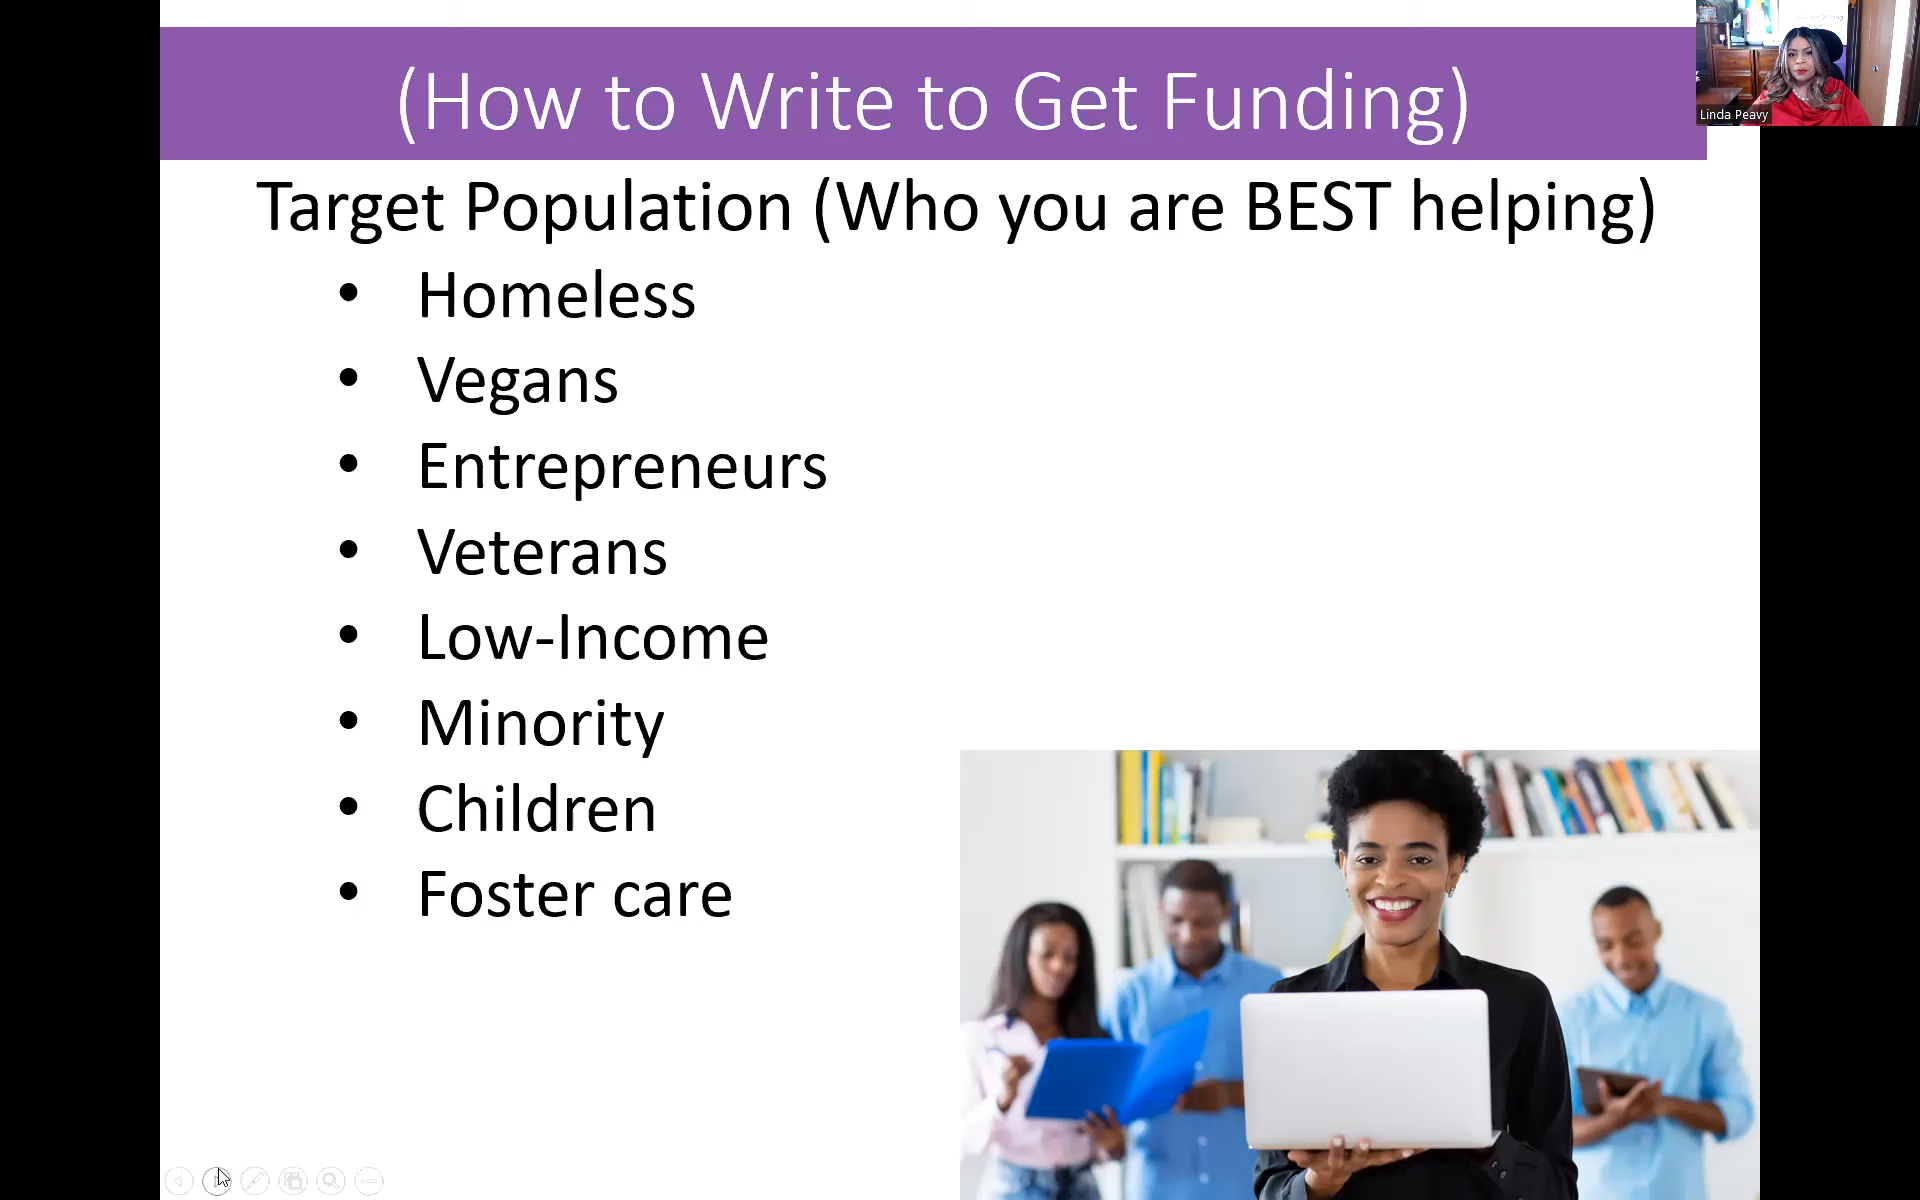 (How to Write to Get Funding)
Linda Peavy
Target Population (Who you are BEST helping)
• Homeless
• Vegans
• Entrepreneurs
• Veterans
• Low-Income
• Minority
• Children
• Foster care